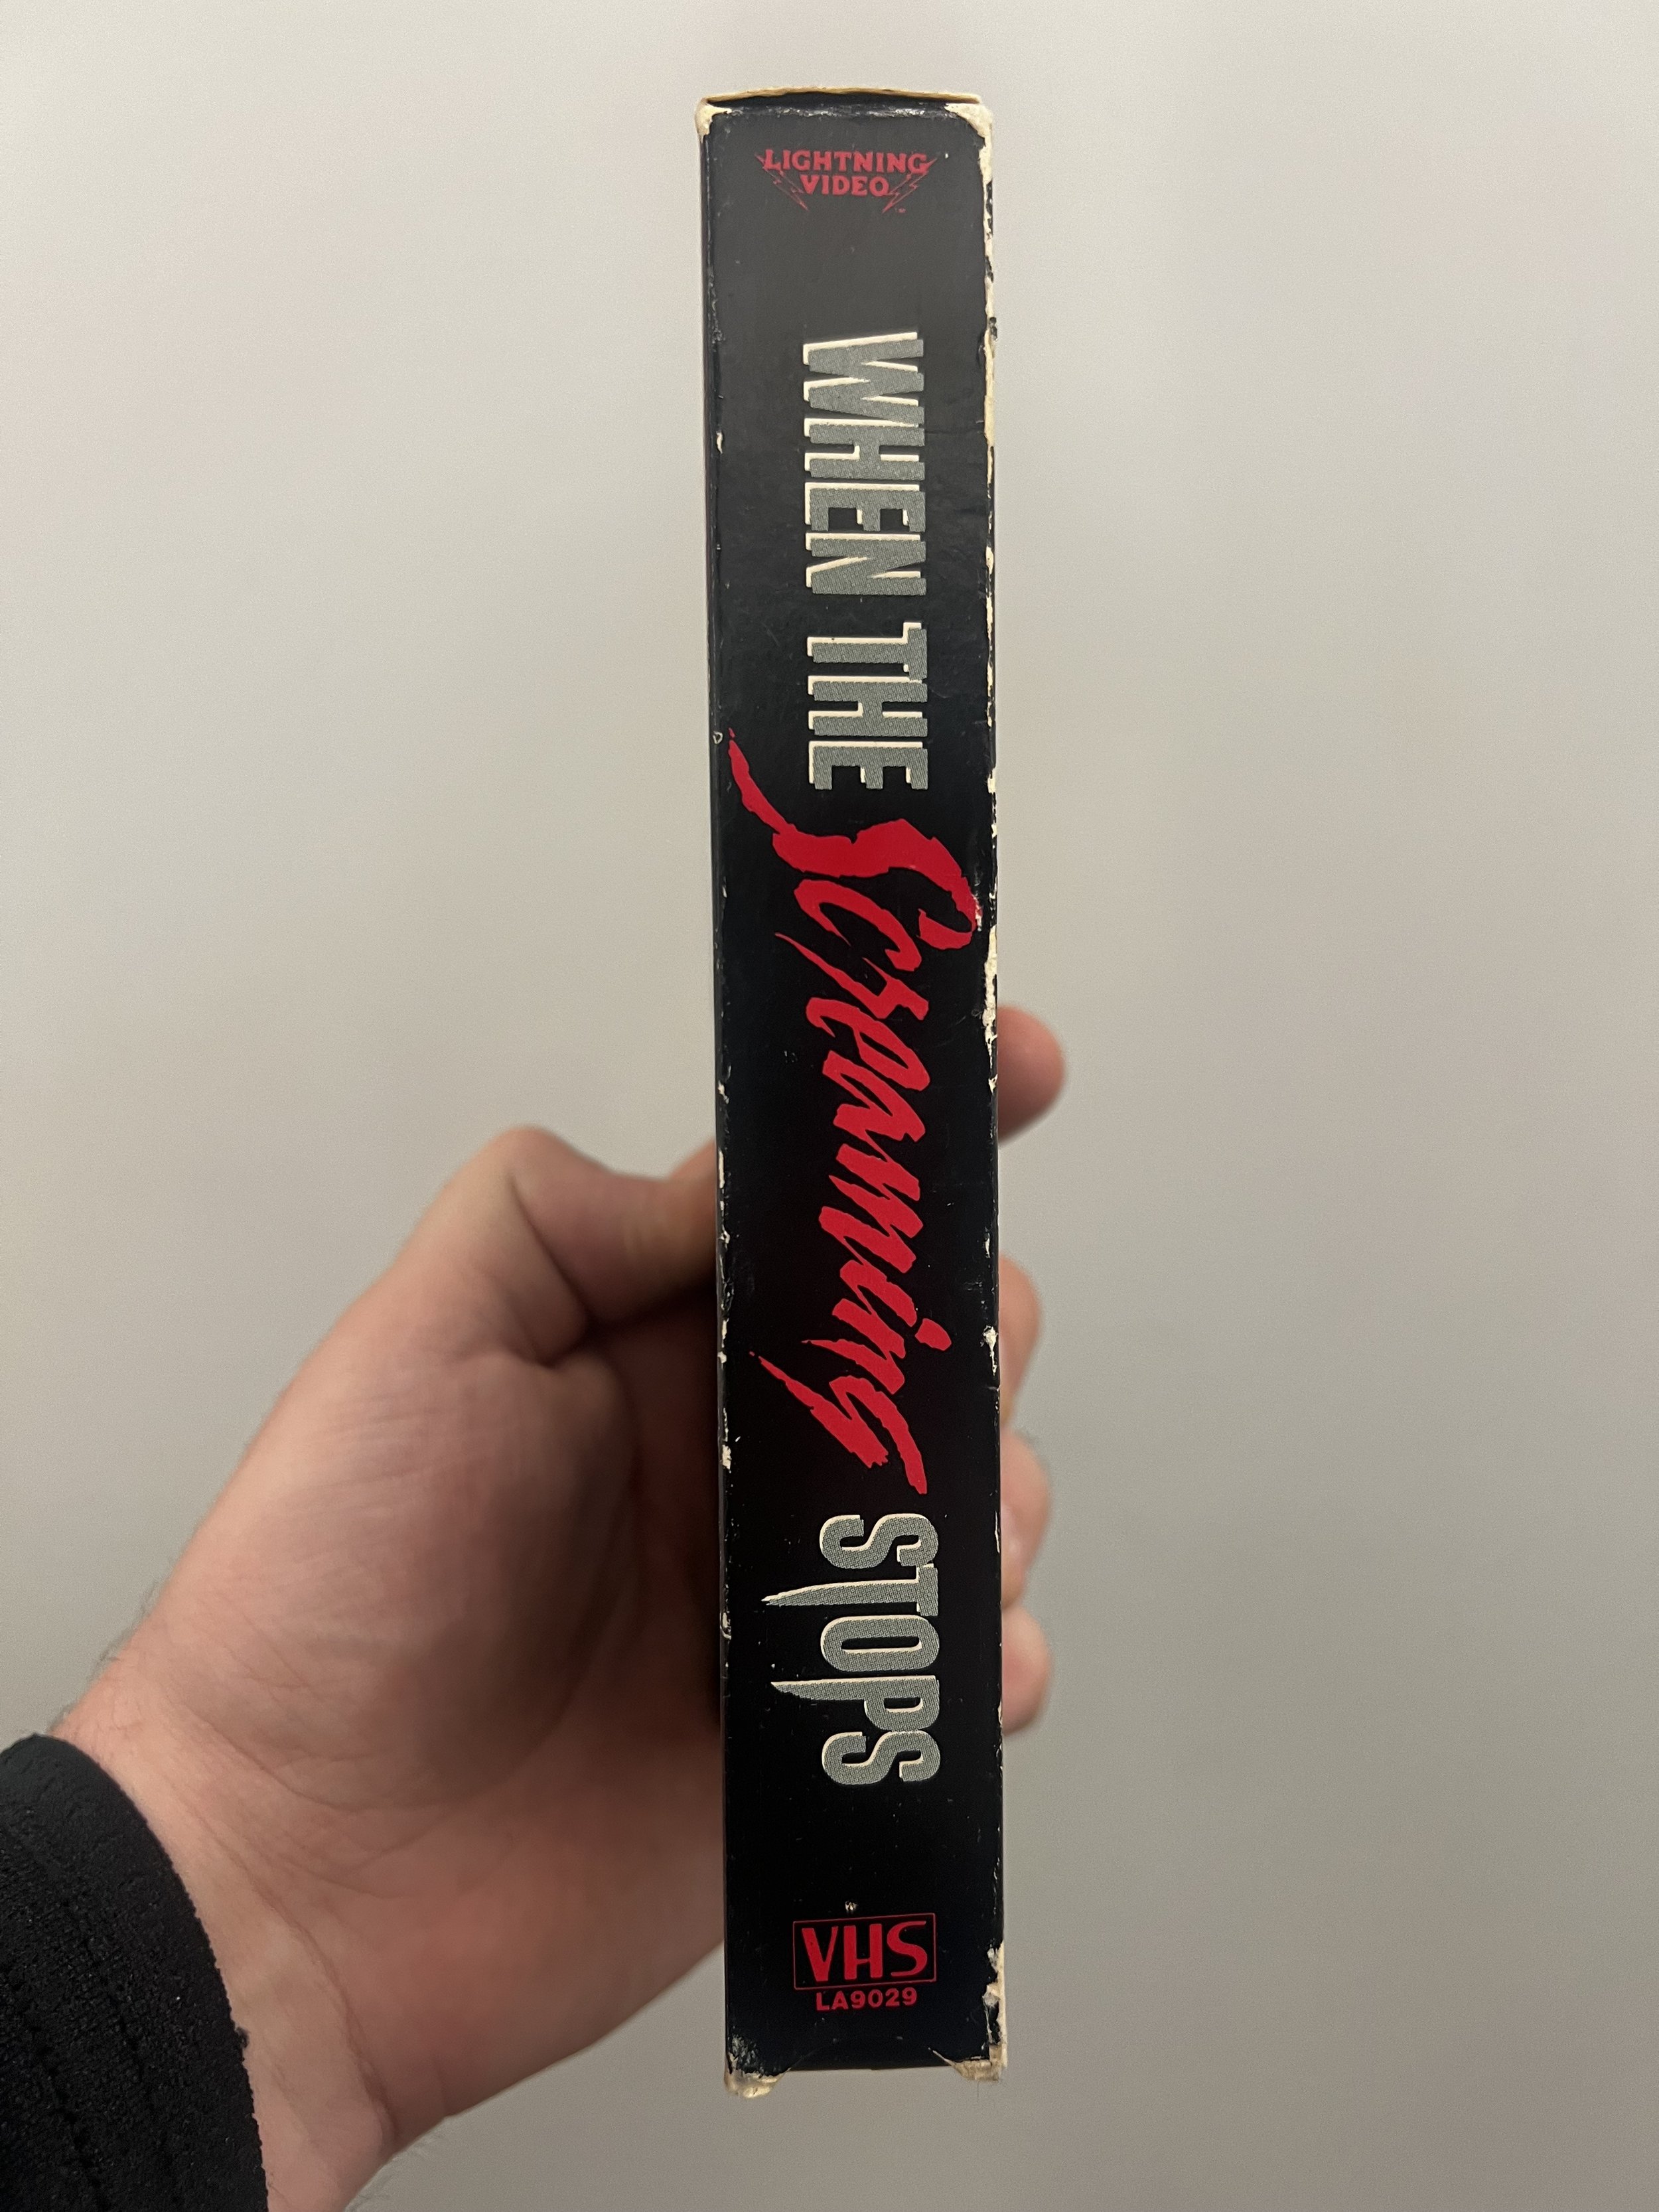 LIGHTNING
VIDEO
WHEN THE Screaming STOPS
VHS
LA9029